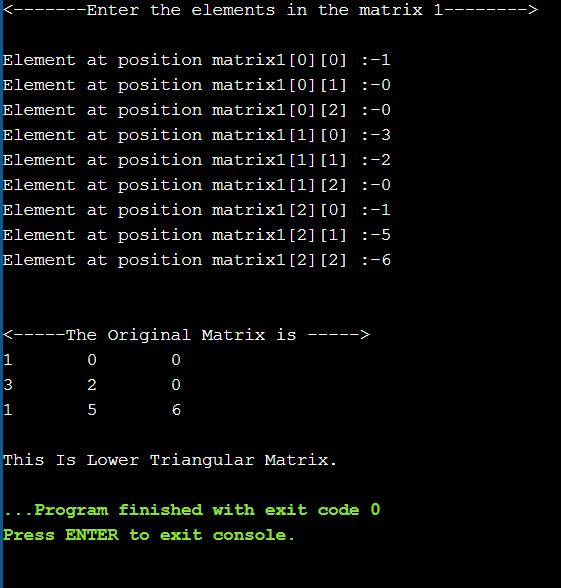 <-------Enter the elements in the matrix 1-------->
Element at position matrix1[0][0] :-1
Element at position matrix1[0][1] :-0
Element at position matrix1[0][2] :-0
Element at position matrix1[1][0] :-3
Element at position matrix1[1][1] :-2
Element at position matrix1[1][2] :-0
Element at position matrix1[2][0] :-1
Element at position matrix1[2][1] :-5
Element at position matrix1[2][2] :-6
<-----The Original Matrix is ----->
1 0 0
3 2 0
1 5 6
This Is Lower Triangular Matrix.
...Program finished with exit code 0
Press ENTER to exit console.